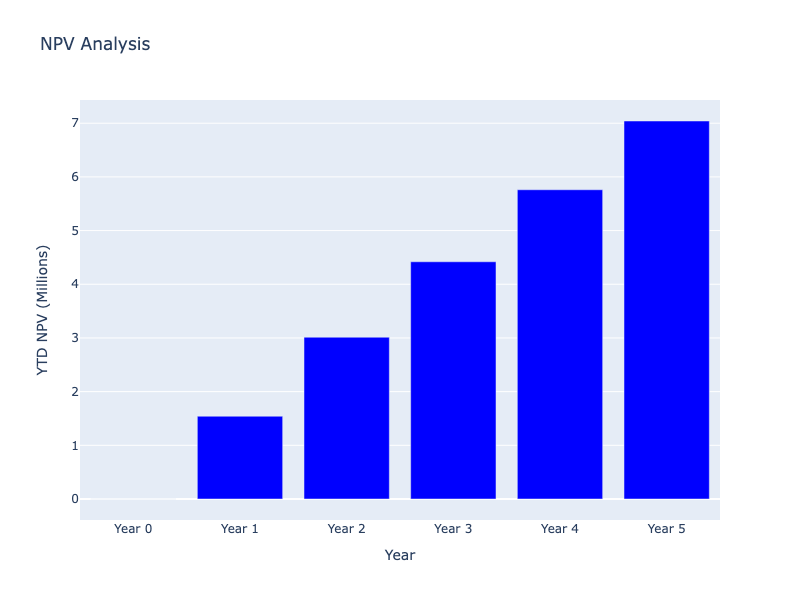 NPV Analysis
7
6
5
4
3
2
1
0
YTD NPV (Millions)
Year 0
Year 1
Year 2
Year 3
Year 4
Year 5
Year